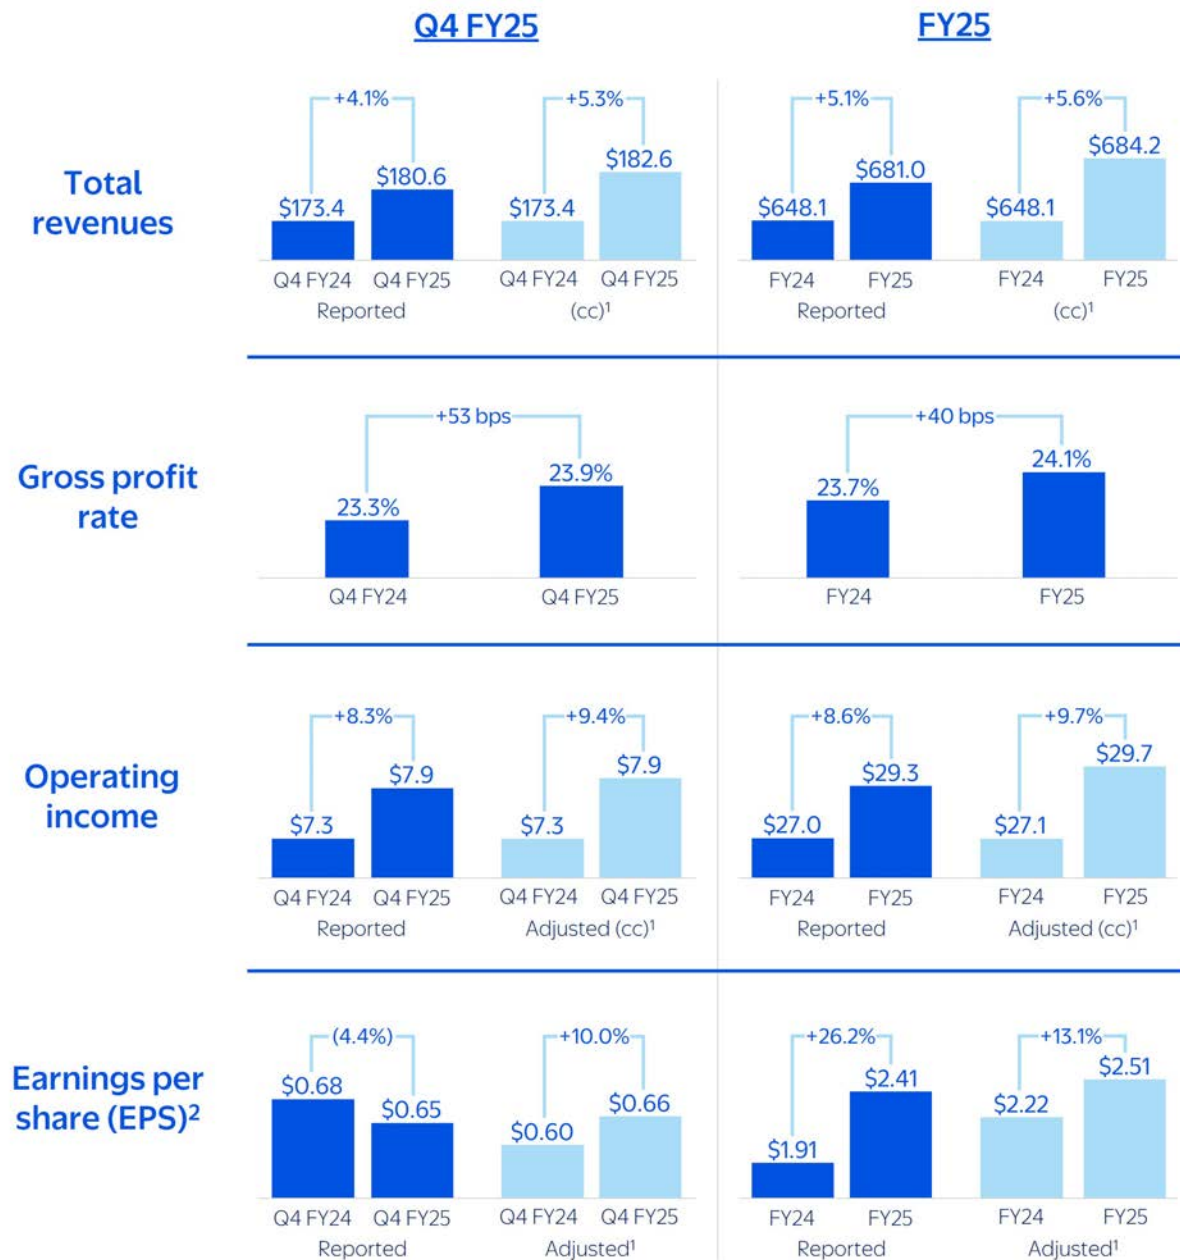 Q4 FY25 FY25
Total revenues
+4.1% +5.3% +5.1% +5.6%
$173.4 $180.6 $173.4 $182.6 $648.1 $681.0 $648.1 $684.2
Q4 FY24 Q4 FY25 Q4 FY24 Q4 FY25 FY24 FY25 FY24 FY25
Reported (cc)¹ Reported (cc)¹
Gross profit rate
+53 bps +40 bps
23.3% 23.9% 23.7% 24.1%
Q4 FY24 Q4 FY25 FY24 FY25
Operating income
+8.3% +9.4% +8.6% +9.7%
$7.3 $7.9 $7.3 $7.9 $27.0 $29.3 $27.1 $29.7
Q4 FY24 Q4 FY25 Q4 FY24 Q4 FY25 FY24 FY25 FY24 FY25
Reported Adjusted (cc)¹ Reported Adjusted (cc)¹
Earnings per share (EPS)²
(4.4%) +10.0% +26.2% +13.1%
$0.68 $0.65 $0.60 $0.66 $1.91 $2.41 $2.22 $2.51
Q4 FY24 Q4 FY25 Q4 FY24 Q4 FY25 FY24 FY25 FY24 FY25
Reported Adjusted¹ Reported Adjusted¹